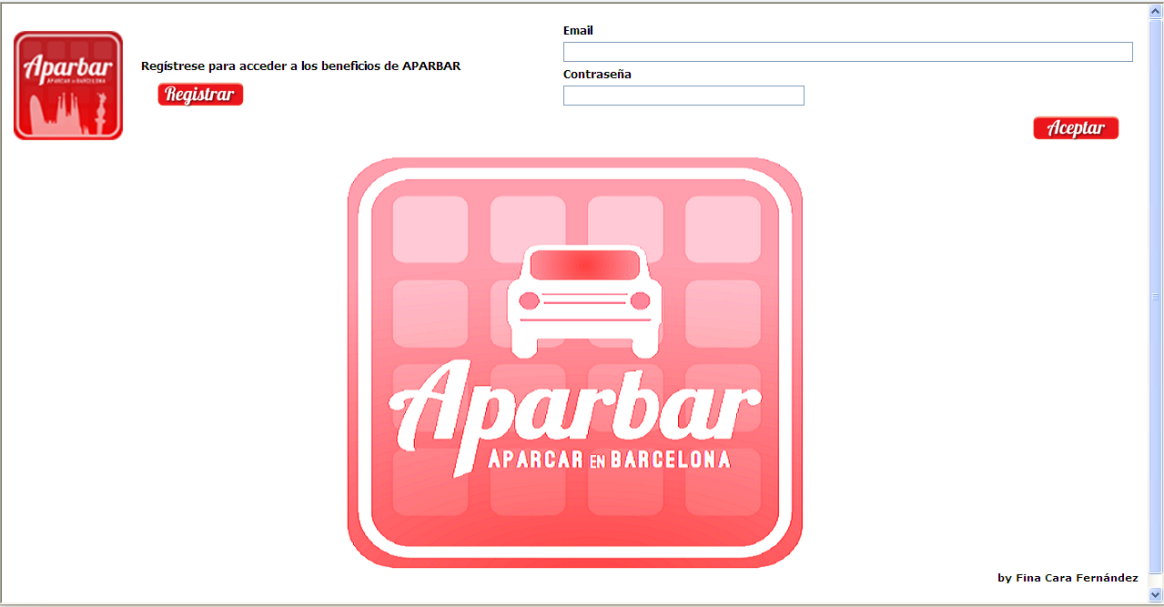 Aparbar
APARCAR EN BARCELONA
Regístrese para acceder a los beneficios de APARBAR
Registrar
Email
Contraseña
Aceptar
Aparbar
APARCAR EN BARCELONA
by Fina Cara Fernández